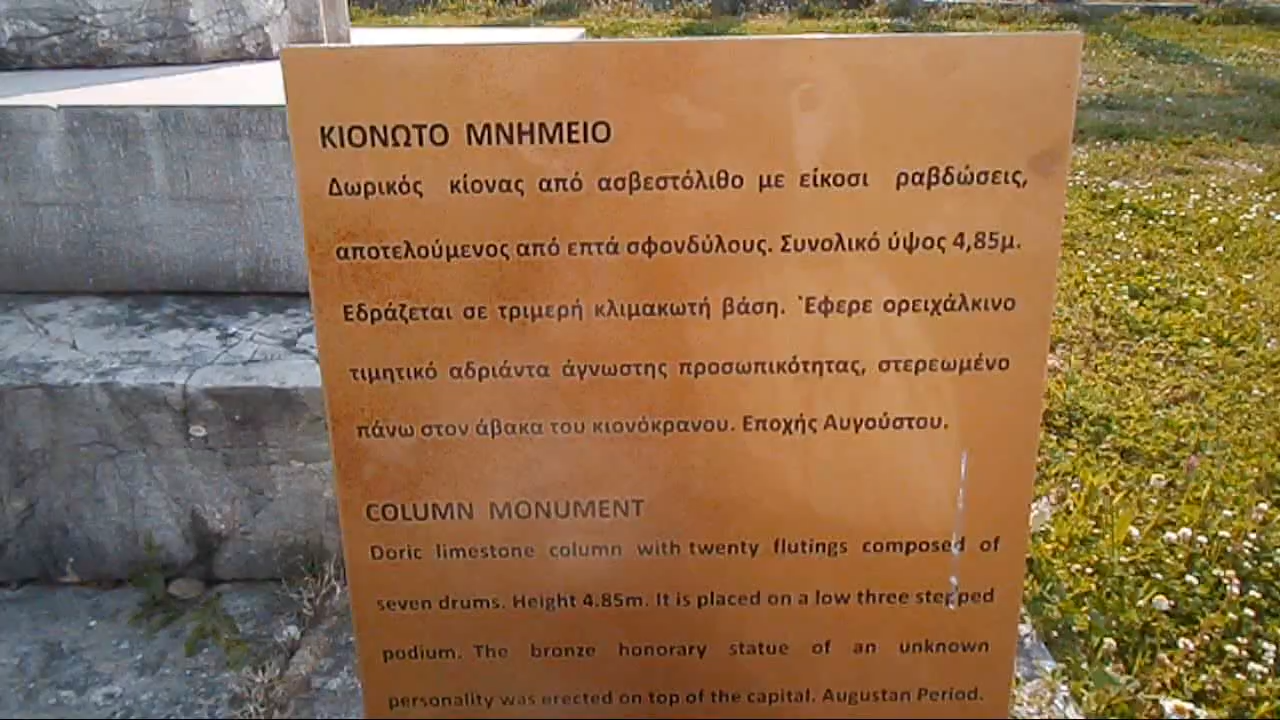 ΚΙΟΝΩΤΟ ΜΝΗΜΕΙΟ
Δωρικός κίονας από ασβεστόλιθο με είκοσι ραβδώσεις,
αποτελούμενος από επτά σφονδύλους. Συνολικό ύψος 4,85μ.
Εδράζεται σε τριμερή κλιμακωτή βάση. Έφερε ορειχάλκινο
τιμητικό αδριάντα άγνωστης προσωπικότητας, στερεωμένο
πάνω στον άβακα του κιονόκρανου. Εποχής Αυγούστου.
COLUMN MONUMENT
Doric limestone column with twenty flutings composed of
seven drums. Height 4.85m. It is placed on a low three stepped
podium. The bronze honorary statue of an unknown
personality was erected on top of the capital. Augustan Period.